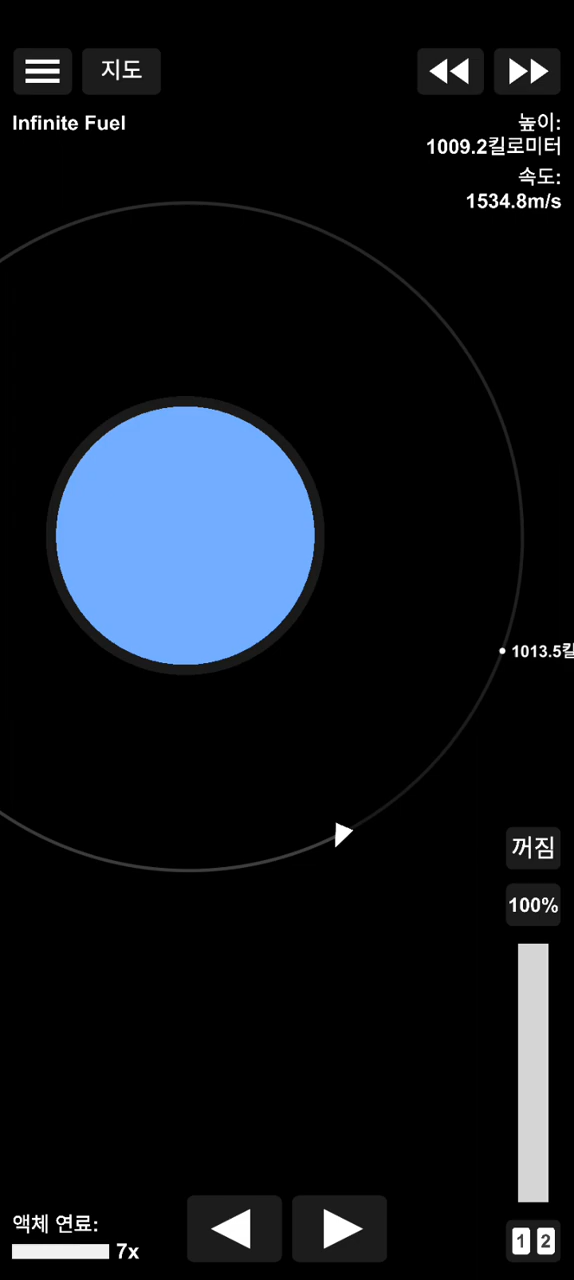 지도
Infinite Fuel
높이:
1009.2킬로미터
속도:
1534.8m/s
1013.5킬
꺼짐
100%
액체 연료:
7x
1 2